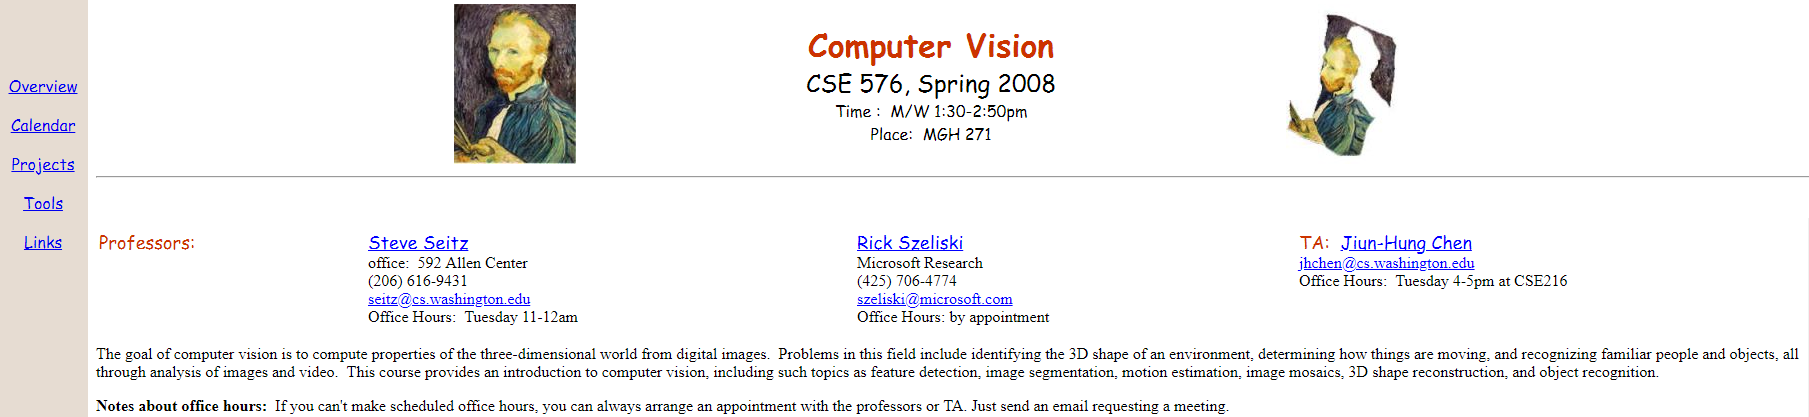 Overview
Calendar
Projects
Tools
Links
Computer Vision
CSE 576, Spring 2008
Time :  M/W 1:30-2:50pm
Place:  MGH 271
Professors:
Steve Seitz
office:  592 Allen Center
(206) 616-9431
seitz@cs.washington.edu
Office Hours:  Tuesday 11-12am
Rick Szeliski
Microsoft Research
(425) 706-4774
szeliski@microsoft.com
Office Hours: by appointment
TA:  Jiun-Hung Chen
jhchen@cs.washington.edu
Office Hours:  Tuesday 4-5pm at CSE216
The goal of computer vision is to compute properties of the three-dimensional world from digital images.  Problems in this field include identifying the 3D shape of an environment, determining how things are moving, and recognizing familiar people and objects, all
through analysis of images and video.  This course provides an introduction to computer vision, including such topics as feature detection, image segmentation, motion estimation, image mosaics, 3D shape reconstruction, and object recognition.
Notes about office hours:  If you can't make scheduled office hours, you can always arrange an appointment with the professors or TA. Just send an email requesting a meeting.